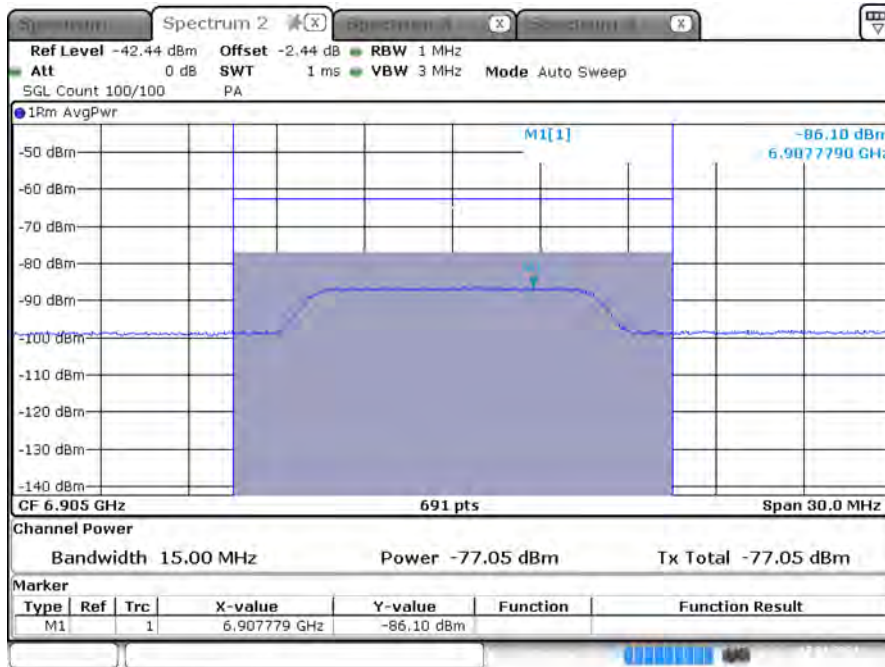 Spectrum 2 X X X
Ref Level -42.44 dBm Offset -2.44 dB RBW 1 MHz
Att 0 dB SWT 1 ms VBW 3 MHz Mode Auto Sweep
SGL Count 100/100 PA
1Rm AvgPwr
M1[1] -86.10 dBm
6.9077790 GHz
-50 dBm
-60 dBm
-70 dBm
-80 dBm
-90 dBm
-100 dBm
-110 dBm
-120 dBm
-130 dBm
-140 dBm
CF 6.905 GHz 691 pts Span 30.0 MHz
Channel Power
Bandwidth 15.00 MHz Power -77.05 dBm Tx Total -77.05 dBm
Marker
Type Ref Trc X-value Y-value Function Function Result
M1 1 6.907779 GHz -86.10 dBm